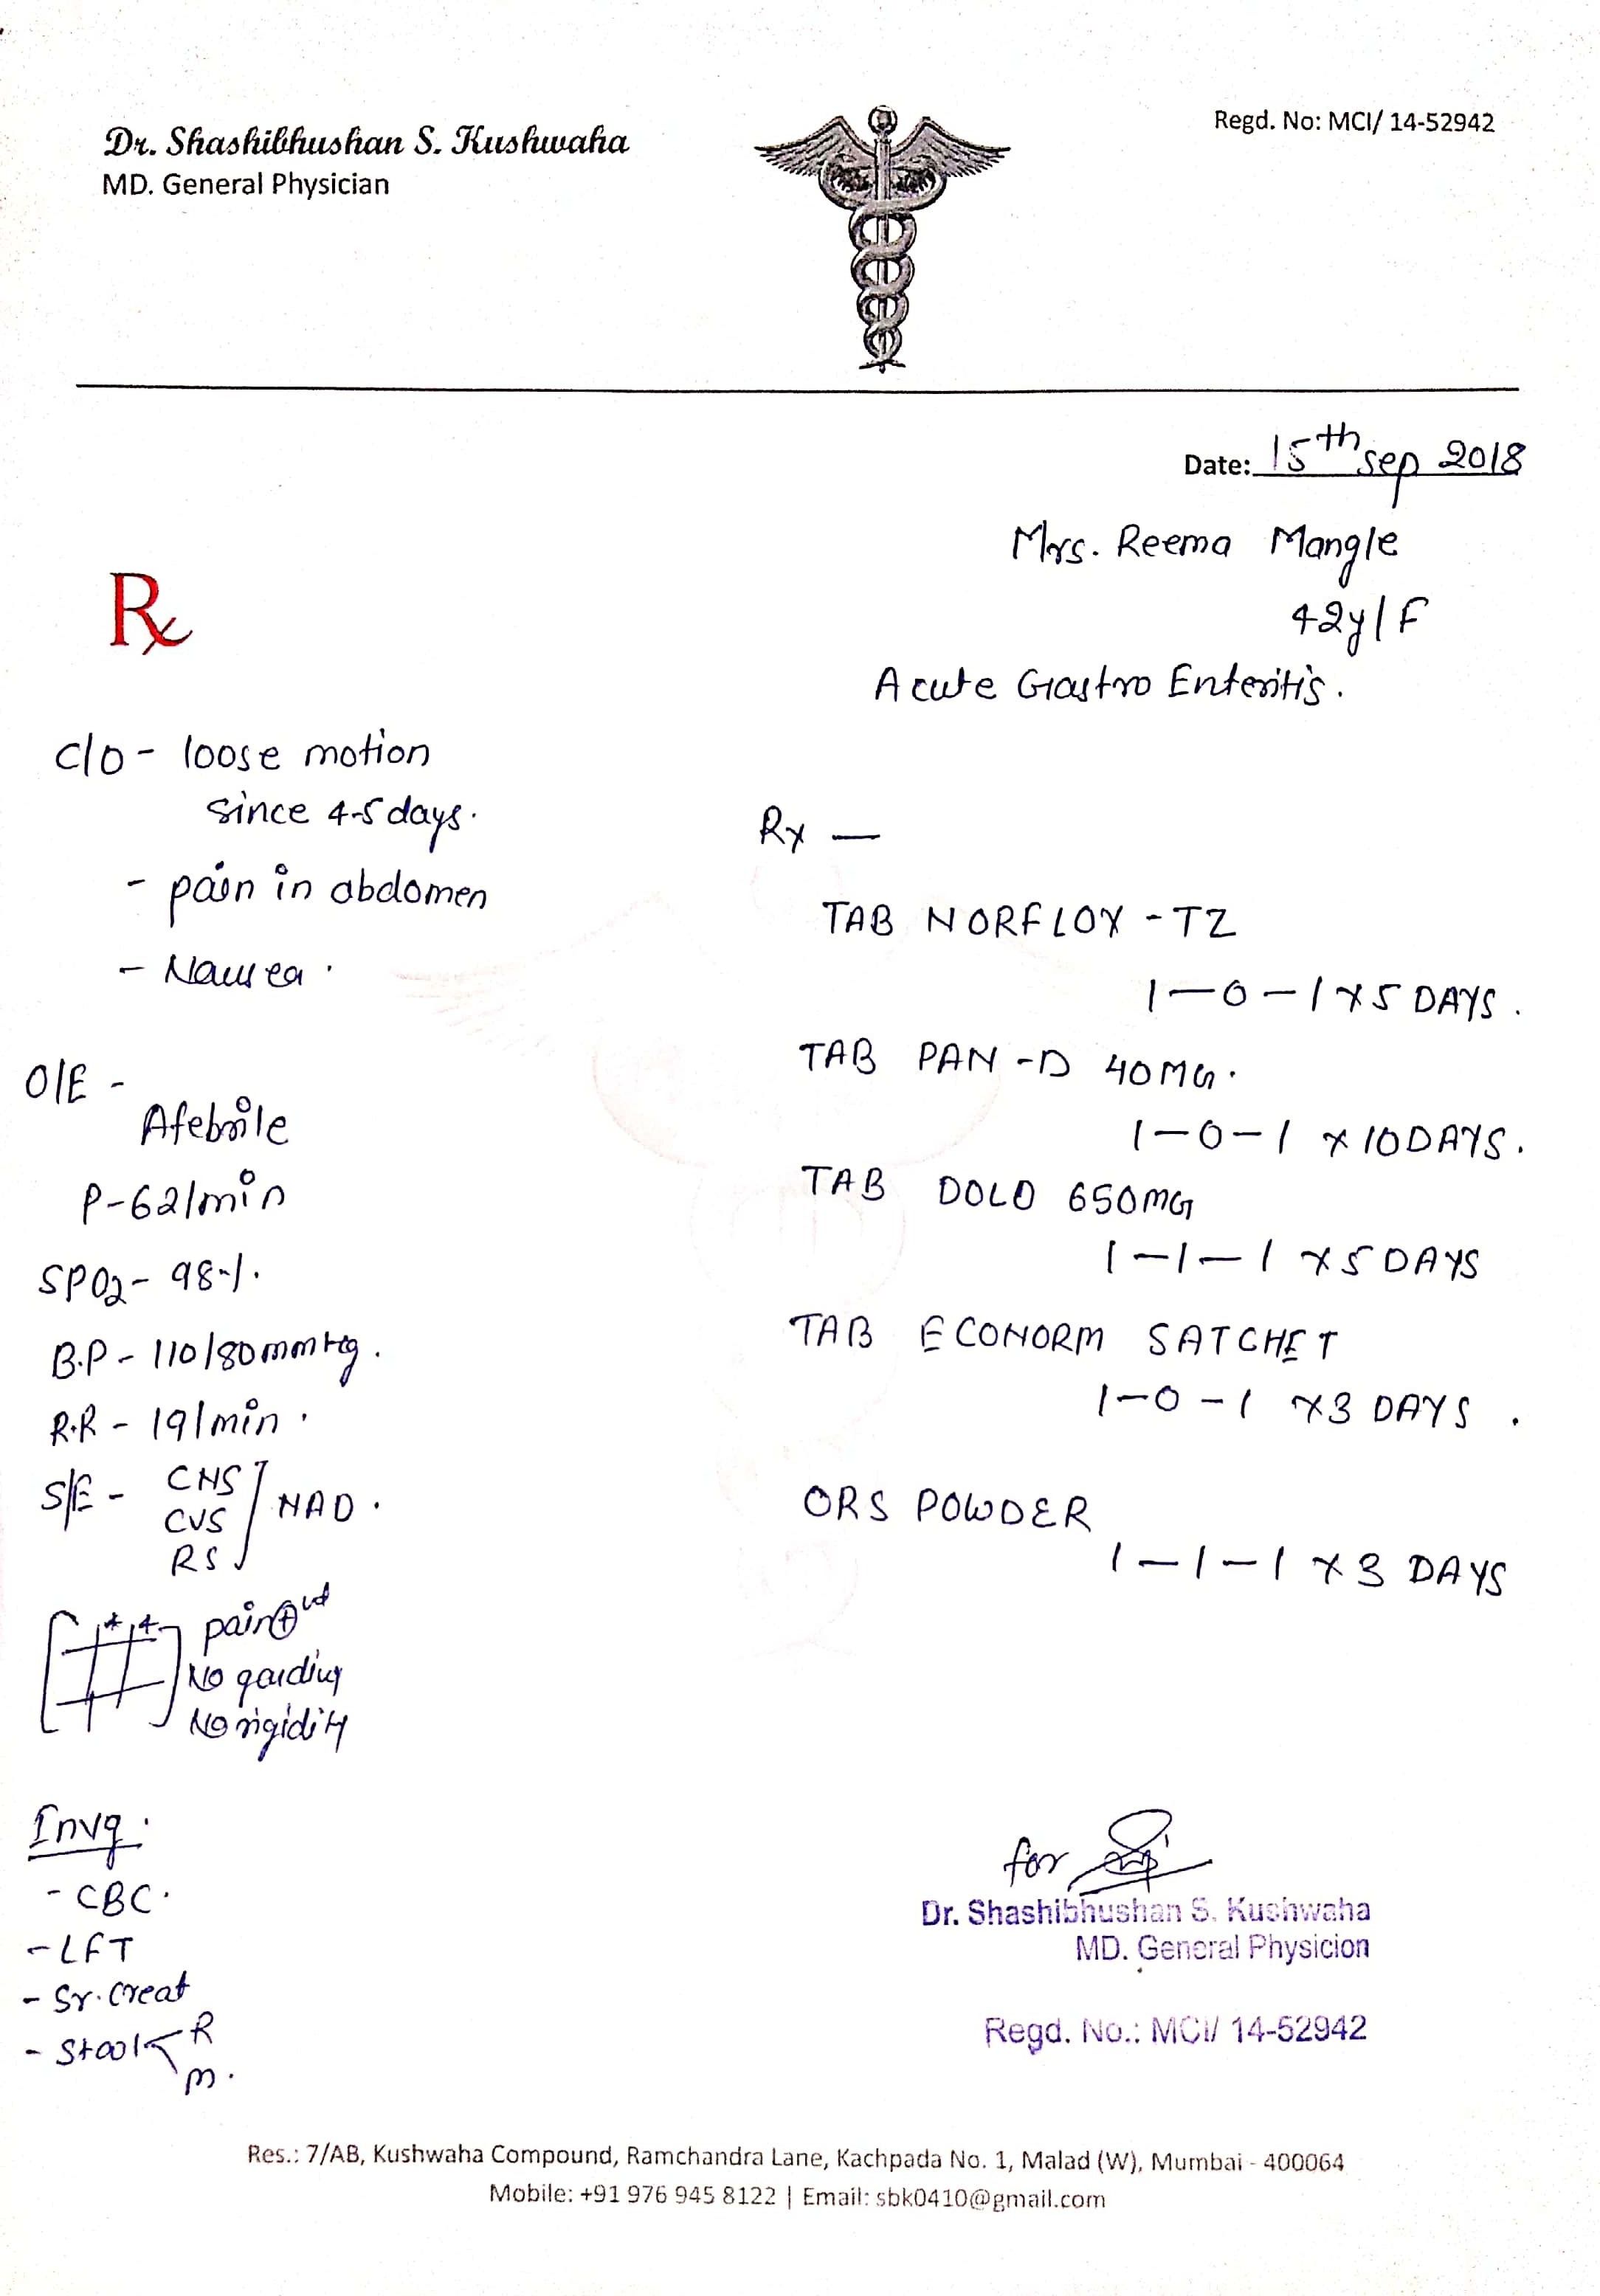 Dr. Shashibhushan S. Kushwaha
MD. General Physician
Regd. No: MCI/ 14-52942
Date: 15th sep 2018
Mrs. Reema Mangle
42y/F
Acute Gastro Enteritis.
Rx
C/O - loose motion
since 4-5 days.
- pain in abdomen
- Nausea.
O/E -
Afebrile
P-62/min
SPO2 - 98%.
B.P - 110/80mmHg.
R.R - 19/min.
S/E - CNS
CVS
RS
NAD.
pain +ve
No garding
No rigidity
Invg.
- CBC.
- LFT
- Sr. Creat
- Stool R
M.
Rx —
TAB NORFLOX - TZ
1-0-1 x 5 DAYS.
TAB PAN-D 40MG.
1-0-1 x 10DAYS.
TAB DOLO 650MG
1-1-1 x 5 DAYS
TAB ECONORM SATCHET
1-0-1 x3 DAYS.
ORS POWDER
1-1-1 x 3 DAYS
for
Dr. Shashibhushan S. Kushwaha
MD. General Physicion
Regd. No.: MCI/ 14-52942
Res.: 7/AB, Kushwaha Compound, Ramchandra Lane, Kachpada No. 1, Malad (W), Mumbai - 400064
Mobile: +91 976 945 8122 | Email: sbk0410@gmail.com